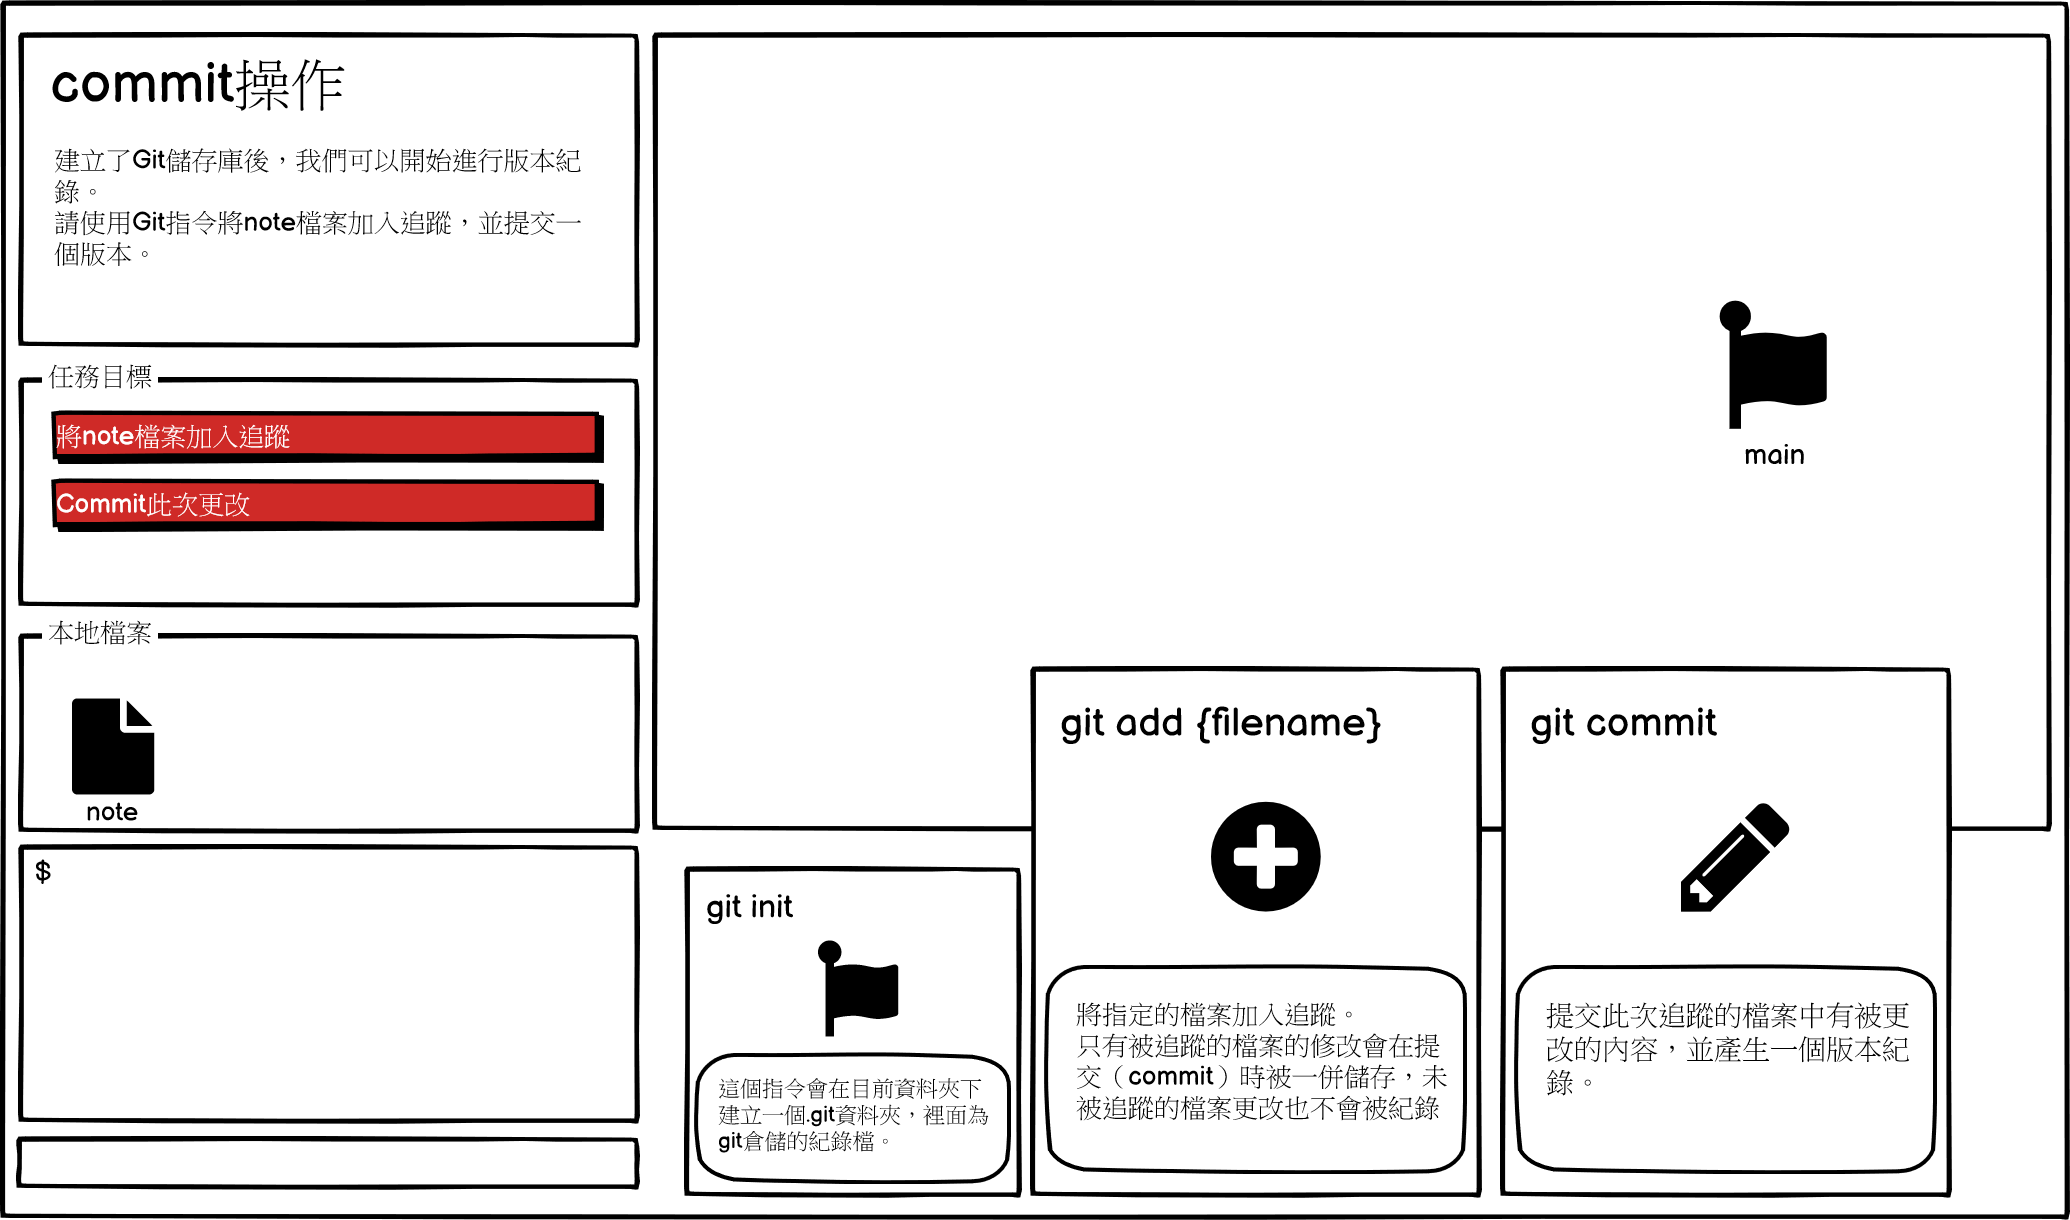 commit操作
建立了Git儲存庫後，我們可以開始進行版本紀
錄。
請使用Git指令將note檔案加入追蹤，並提交一
個版本。
任務目標
將note檔案加入追蹤
Commit此次更改
本地檔案
note
$
main
git init
這個指令會在目前資料夾下
建立一個.git資料夾，裡面為
git倉儲的紀錄檔。
git add {filename}
將指定的檔案加入追蹤。
只有被追蹤的檔案的修改會在提
交（commit）時被一併儲存，未
被追蹤的檔案更改也不會被紀錄
git commit
提交此次追蹤的檔案中有被更
改的內容，並產生一個版本紀
錄。